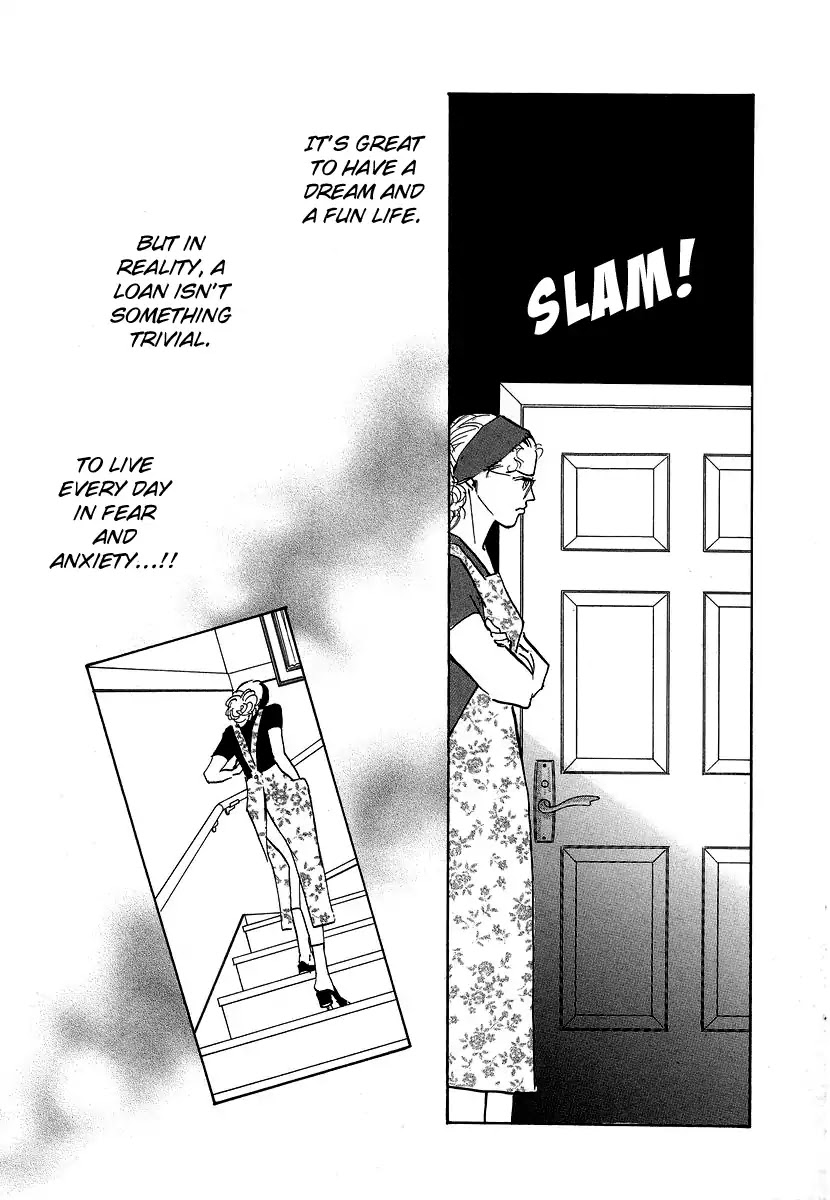 SLAM!
IT'S GREAT
TO HAVE A
DREAM AND
A FUN LIFE.
BUT IN
REALITY, A
LOAN ISN'T
SOMETHING
TRIVIAL.
TO LIVE
EVERY DAY
IN FEAR
AND
ANXIETY...!!